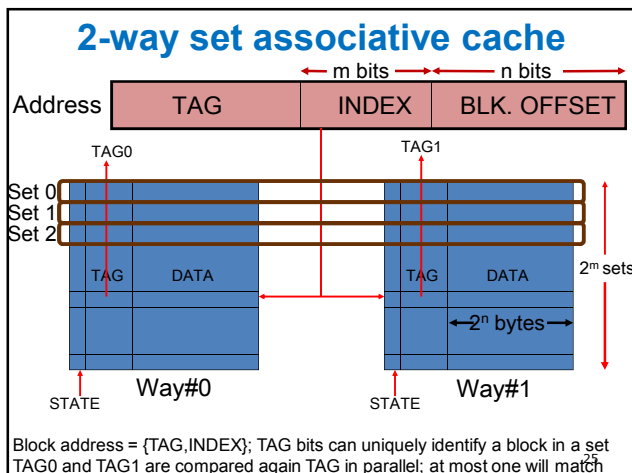 2-way set associative cache
m bits n bits
Address TAG INDEX BLK. OFFSET
TAG0 TAG1
Set 0
Set 1
Set 2
TAG DATA TAG DATA 2m sets
2n bytes
Way#0 Way#1
STATE STATE
Block address = {TAG,INDEX}; TAG bits can uniquely identify a block in a set
TAG0 and TAG1 are compared again TAG in parallel; at most one will match
25